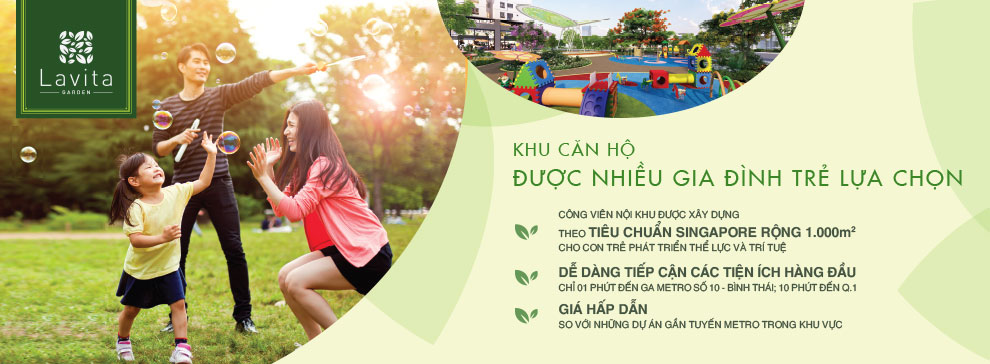 Lavita
GARDEN
KHU CĂN HỘ
ĐƯỢC NHIỀU GIA ĐÌNH TRẺ LỰA CHỌN
CÔNG VIÊN NỘI KHU ĐƯỢC XÂY DỰNG
THEO TIÊU CHUẨN SINGAPORE RỘNG 1.000m²
CHO CON TRẺ PHÁT TRIỂN THỂ LỰC VÀ TRÍ TUỆ
DỄ DÀNG TIẾP CẬN CÁC TIỆN ÍCH HÀNG ĐẦU
CHỈ 01 PHÚT ĐẾN GA METRO SỐ 10 - BÌNH THÁI; 10 PHÚT ĐẾN Q.1
GIÁ HẤP DẪN
SO VỚI NHỮNG DỰ ÁN GẦN TUYẾN METRO TRONG KHU VỰC